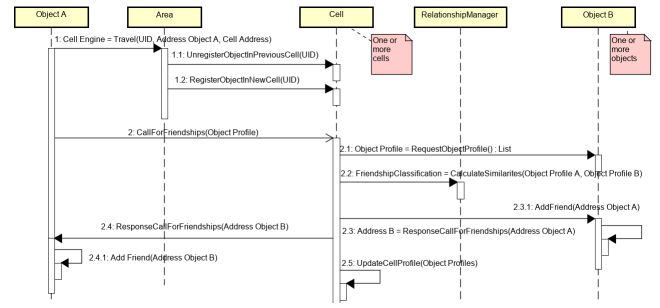 Object A
Area
Cell
RelationshipManager
Object B
One or
more
cells
One or
more
objects
1: Cell Engine = Travel(UID, Address Object A, Cell Address)
1.1: UnregisterObjectInPreviousCell(UID)
1.2: RegisterObjectInNewCell(UID)
2: CallForFriendships(Object Profile)
2.1: Object Profile = RequestObjectProfile() : List
2.2: FriendshipClassification = CalculateSimilarites(Object Profile A, Object Profile B)
2.3.1: AddFriend(Address Object A)
2.4: ResponseCallForFriendships(Address Object B)
2.3: Address B = ResponseCallForFriendships(Address Object A)
2.4.1: Add Friend(Address Object B)
2.5: UpdateCellProfile(Object Profiles)